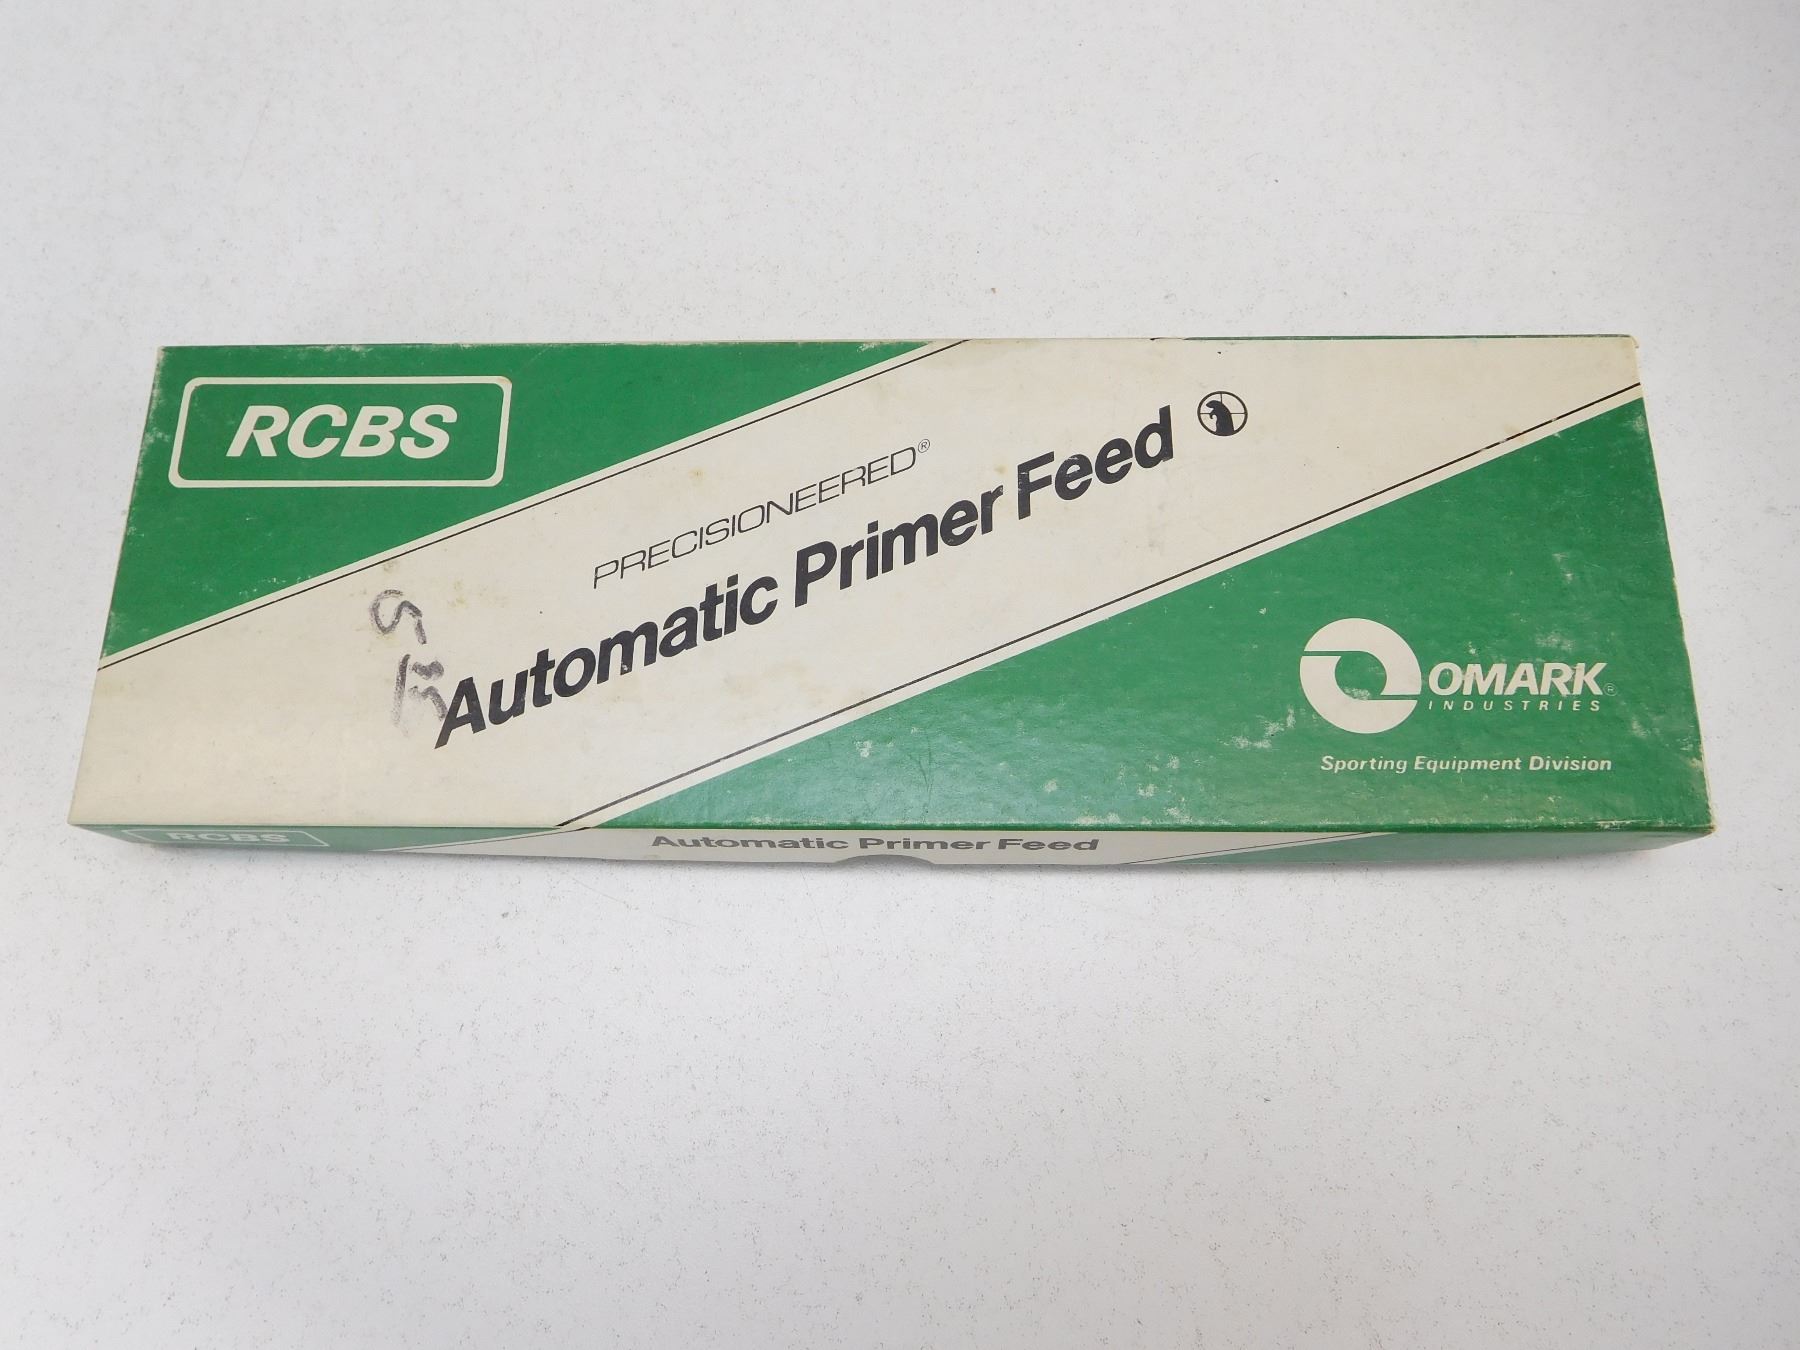 RCBS
PRECISIONEERED®
Automatic Primer Feed
OMARK®
INDUSTRIES
Sporting Equipment Division
RCBS
Automatic Primer Feed